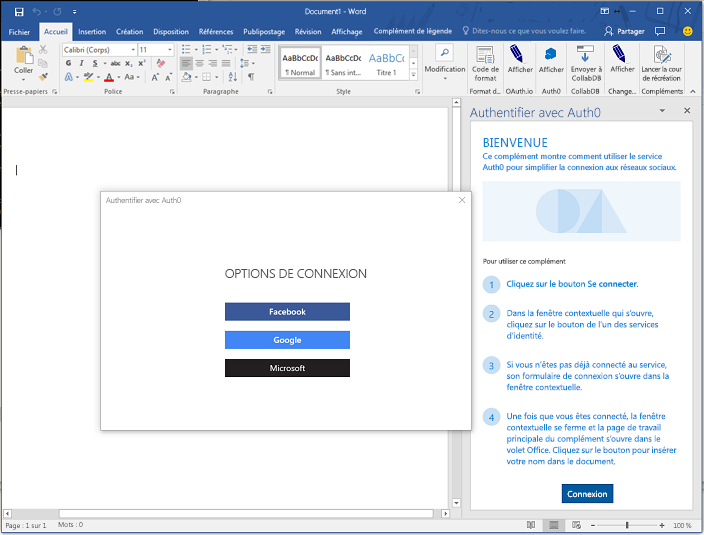 Document1 - Word
Fichier Accueil Insertion Création Disposition Références Publipostage Révision Affichage Complément de légende Dites-nous ce que vous voulez faire. Partager
Coller
Calibri (Corps) 11
G I S abc x₂ x²
A ab A Aa A A
AaBbCcDc AaBbCcDc AaBbCc
¶ Normal ¶ Sans int... Titre 1
Modification
Code de format
Afficher OAuth.io
Afficher Auth0
Envoyer à CollabDB
Afficher
Lancer la cour de récréation
Presse-papiers Police Paragraphe Style Format d... OAuth.io Auth0 CollabDB Change... Compléments
Authentifier avec Auth0
BIENVENUE
Ce complément montre comment utiliser le service
Auth0 pour simplifier la connexion aux réseaux sociaux.
Pour utiliser ce complément
1 Cliquez sur le bouton Se connecter.
2 Dans la fenêtre contextuelle qui s'ouvre,
cliquez sur le bouton de l'un des services
d'identité.
3 Si vous n'êtes pas déjà connecté au service,
son formulaire de connexion s'ouvre dans la
fenêtre contextuelle.
4 Une fois que vous êtes connecté, la fenêtre
contextuelle se ferme et la page de travail
principale du complément s'ouvre dans le
volet Office. Cliquez sur le bouton pour insérer
votre nom dans le document.
Connexion
Authentifier avec Auth0
OPTIONS DE CONNEXION
Facebook
Google
Microsoft
Page : 1 sur 1 Mots : 0 100 %